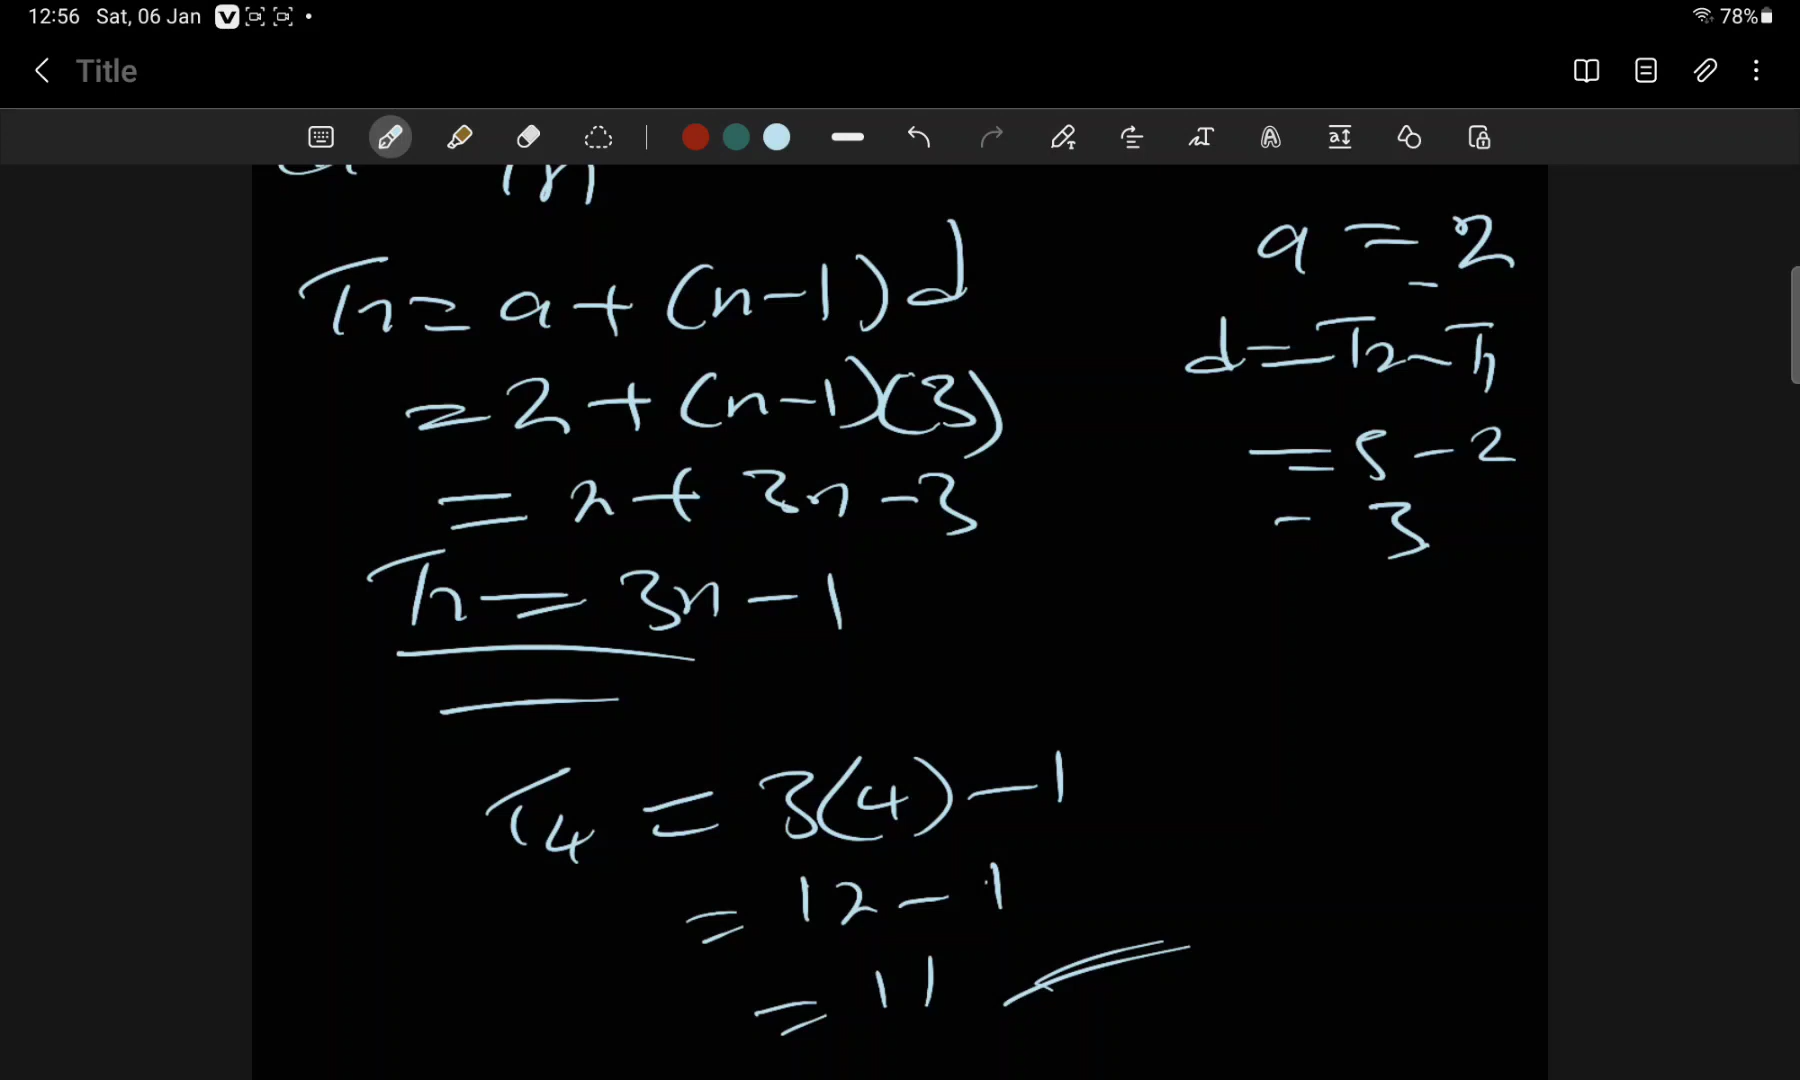 12:56 Sat, 06 Jan 78%
Title
Tn = a + (n-1)d
= 2 + (n-1)(3)
= 2 + 3n - 3
Tn = 3n - 1
T4 = 3(4) - 1
= 12 - 1
= 11
a = 2
d = T2 - T1
= 5 - 2
- 3